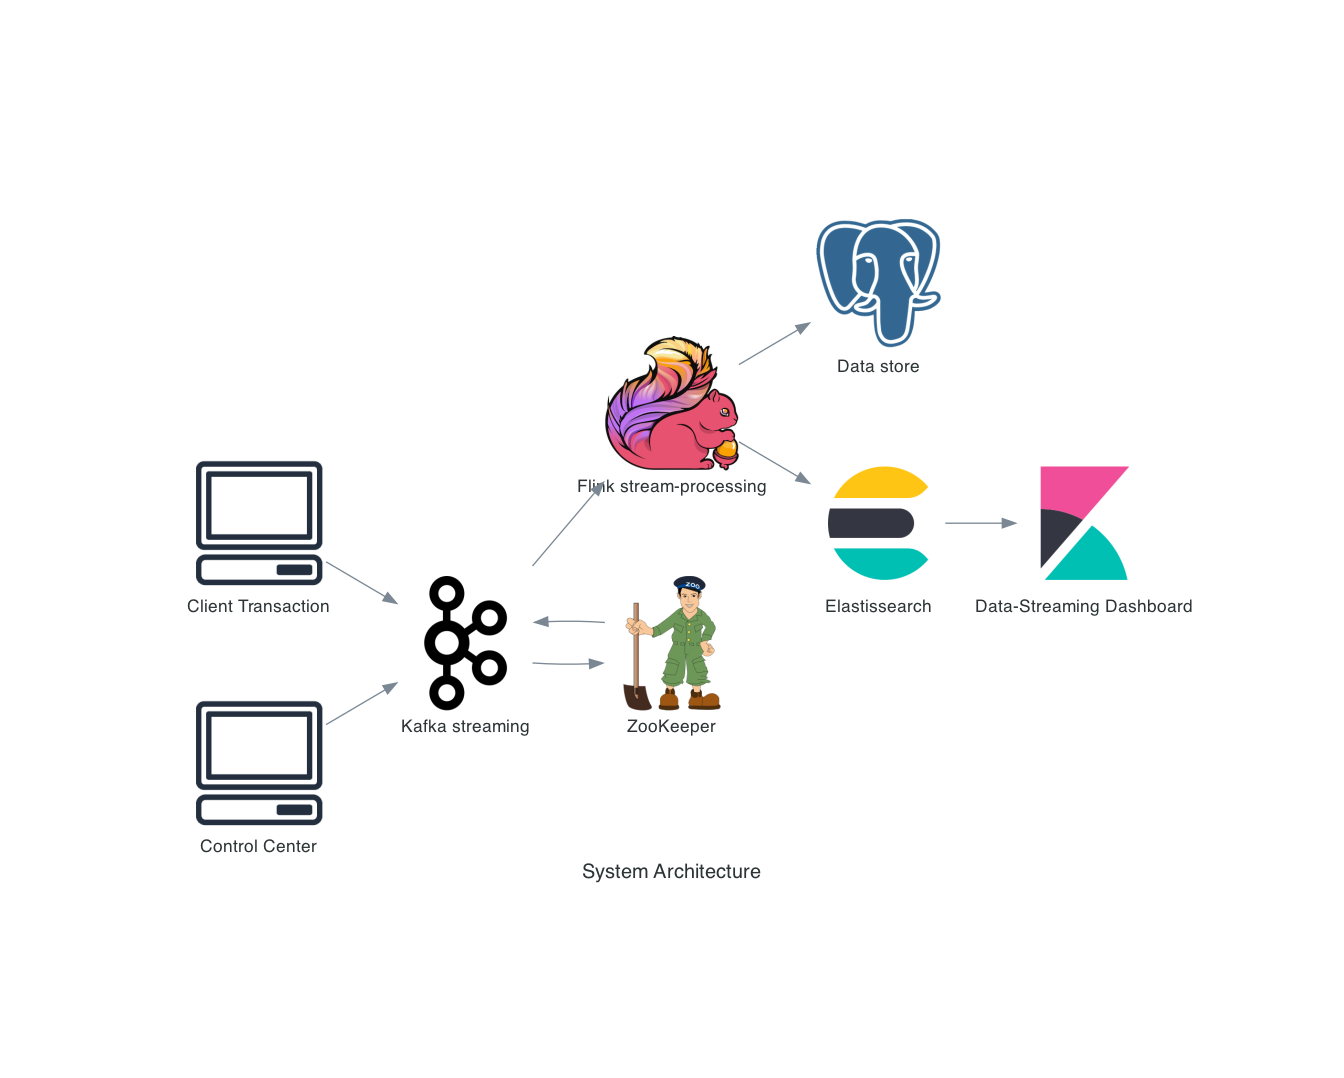 Data store
Flink stream-processing
Client Transaction
Elastissearch
Data-Streaming Dashboard
ZOO
Kafka streaming
ZooKeeper
Control Center
System Architecture